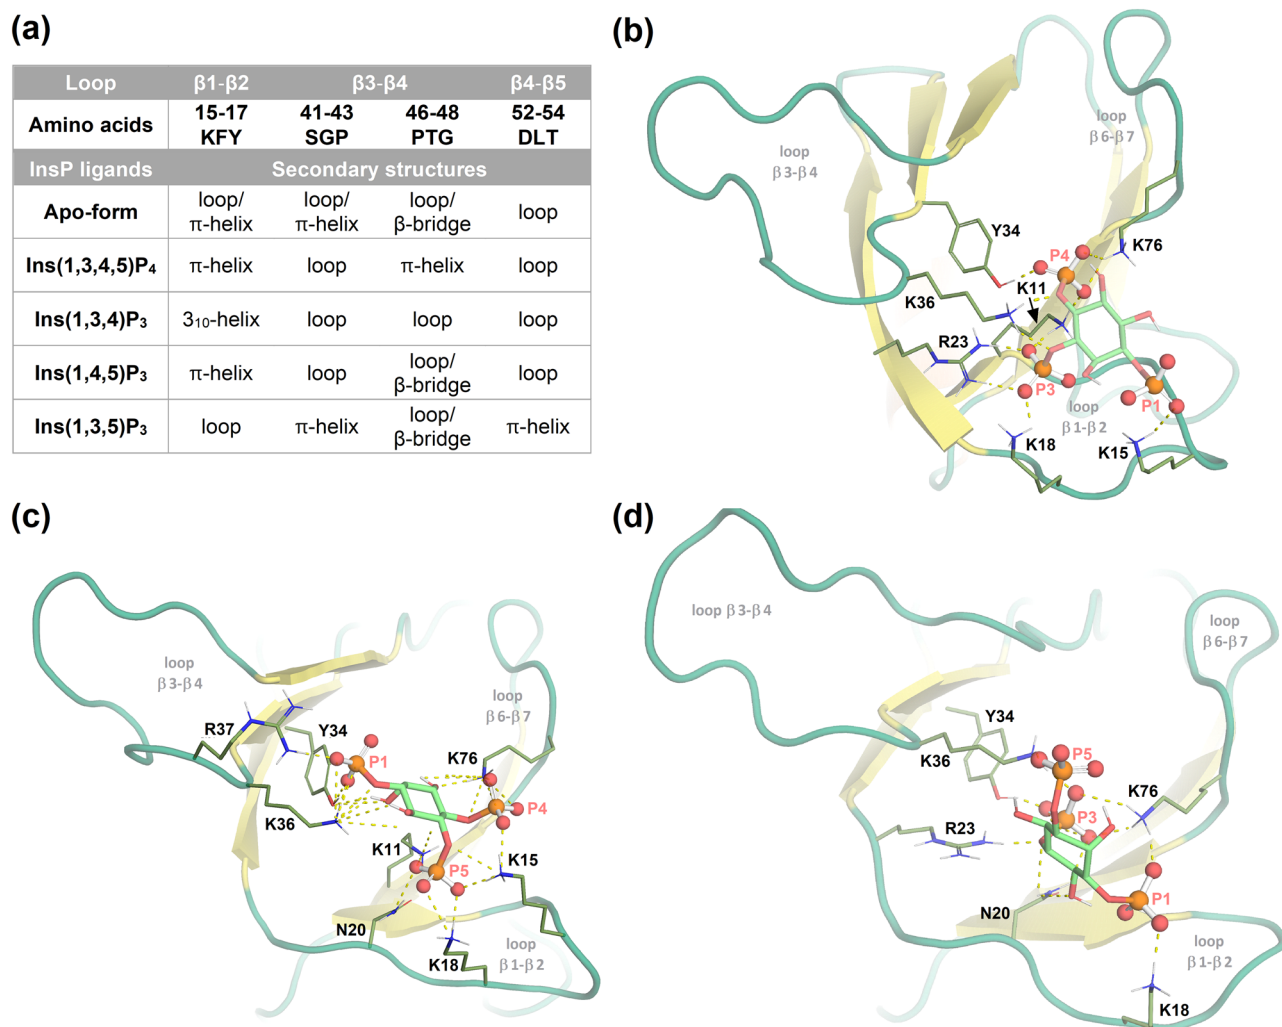 (a)
Loop β1-β2 β3-β4 β4-β5
Amino acids 15-17 KFY 41-43 SGP 46-48 PTG 52-54 DLT
InsP ligands Secondary structures
Apo-form loop/ π-helix loop/ π-helix loop/ β-bridge loop
Ins(1,3,4,5)P₄ π-helix loop π-helix loop
Ins(1,3,4)P₃ 3₁₀-helix loop loop loop
Ins(1,4,5)P₃ π-helix loop loop/ β-bridge loop
Ins(1,3,5)P₃ loop π-helix loop/ β-bridge π-helix
(b)
loop
β3-β4
loop
β6-β7
Y34
P4
K76
K36
K11
R23
P3
P1
loop
β1-β2
K18
K15
(c)
loop
β3-β4
loop
β6-β7
R37
Y34
P1
K76
P4
K36
K11
P5
K15
N20
K18
loop
β1-β2
(d)
loop β3-β4
loop
β6-β7
Y34
K36
P5
K76
P3
R23
P1
N20
loop
β1-β2
K18